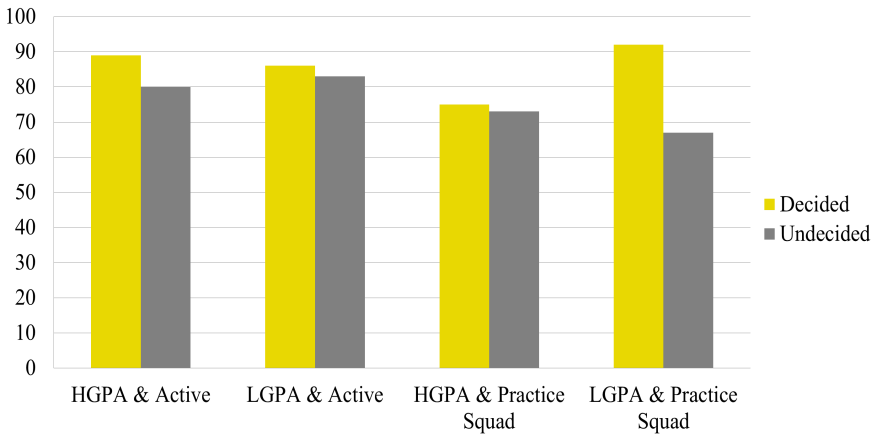 100
90
80
70
60
50
40
30
20
10
0
HGPA & Active
LGPA & Active
HGPA & Practice
Squad
LGPA & Practice
Squad
Decided
Undecided